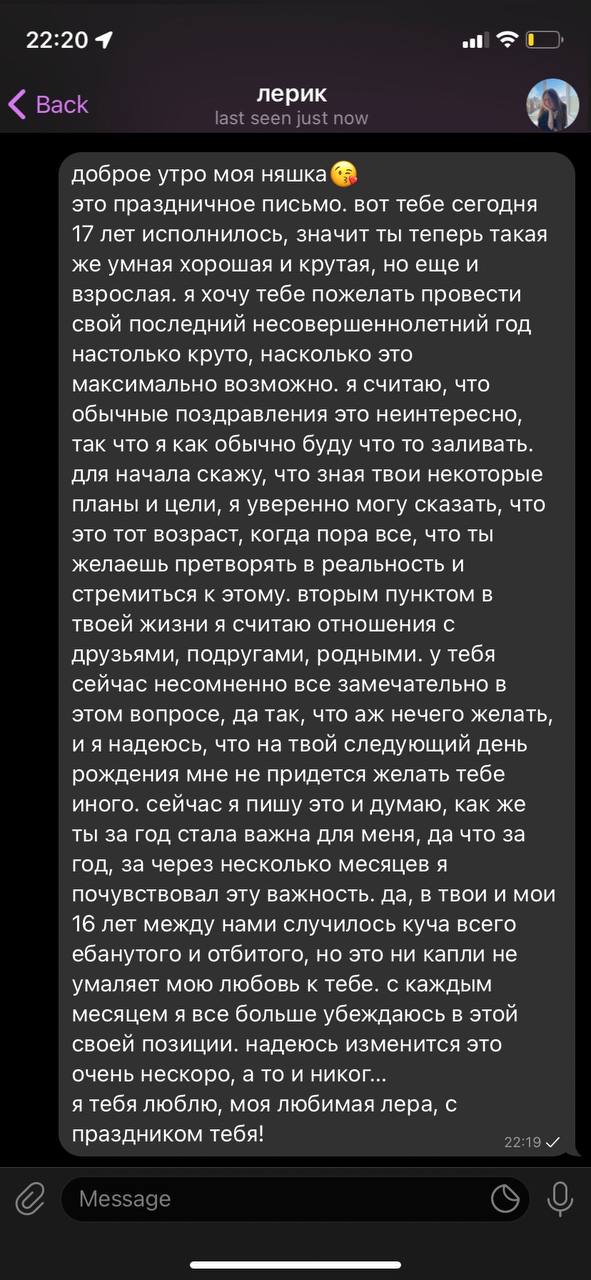 22:20
Back
лерик
last seen just now
доброе утро моя няшка😘
это праздничное письмо. вот тебе сегодня
17 лет исполнилось, значит ты теперь такая
же умная хорошая и крутая, но еще и
взрослая. я хочу тебе пожелать провести
свой последний несовершеннолетний год
настолько круто, насколько это
максимально возможно. я считаю, что
обычные поздравления это неинтересно,
так что я как обычно буду что то заливать.
для начала скажу, что зная твои некоторые
планы и цели, я уверенно могу сказать, что
это тот возраст, когда пора все, что ты
желаешь претворять в реальность и
стремиться к этому. вторым пунктом в
твоей жизни я считаю отношения с
друзьями, подругами, родными. у тебя
сейчас несомненно все замечательно в
этом вопросе, да так, что аж нечего желать,
и я надеюсь, что на твой следующий день
рождения мне не придется желать тебе
иного. сейчас я пишу это и думаю, как же
ты за год стала важна для меня, да что за
год, за через несколько месяцев я
почувствовал эту важность. да, в твои и мои
16 лет между нами случилось куча всего
ебанутого и отбитого, но это ни капли не
умаляет мою любовь к тебе. с каждым
месяцем я все больше убеждаюсь в этой
своей позиции. надеюсь изменится это
очень нескоро, а то и никог...
я тебя люблю, моя любимая лера, с
праздником тебя!
22:19
Message